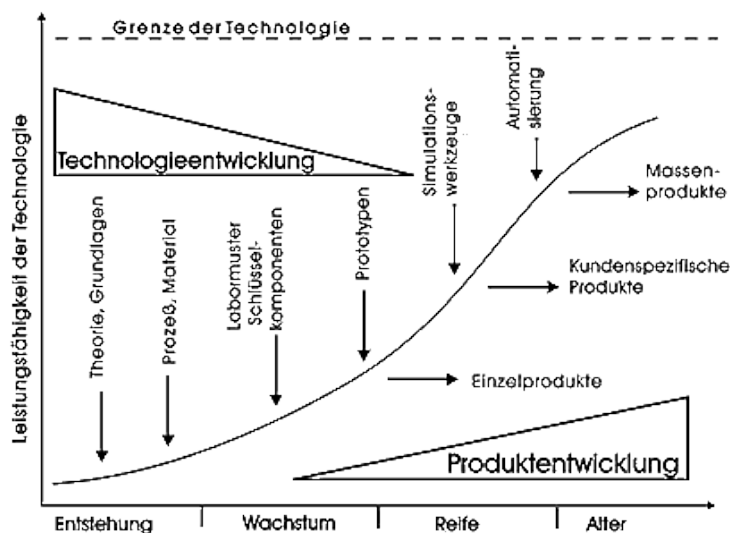 Grenze der Technologie
Leistungsfähigkeit der Technologie
Technologieentwicklung
Theorie, Grundlagen
Prozeß, Material
Labormuster
Schlüssel-
komponenten
Prototypen
Simulations-
werkzeuge
Automati-
sierung
Massen-
produkte
Kundenspezifische
Produkte
Einzelprodukte
Produktentwicklung
Entstehung
Wachstum
Reife
Alter